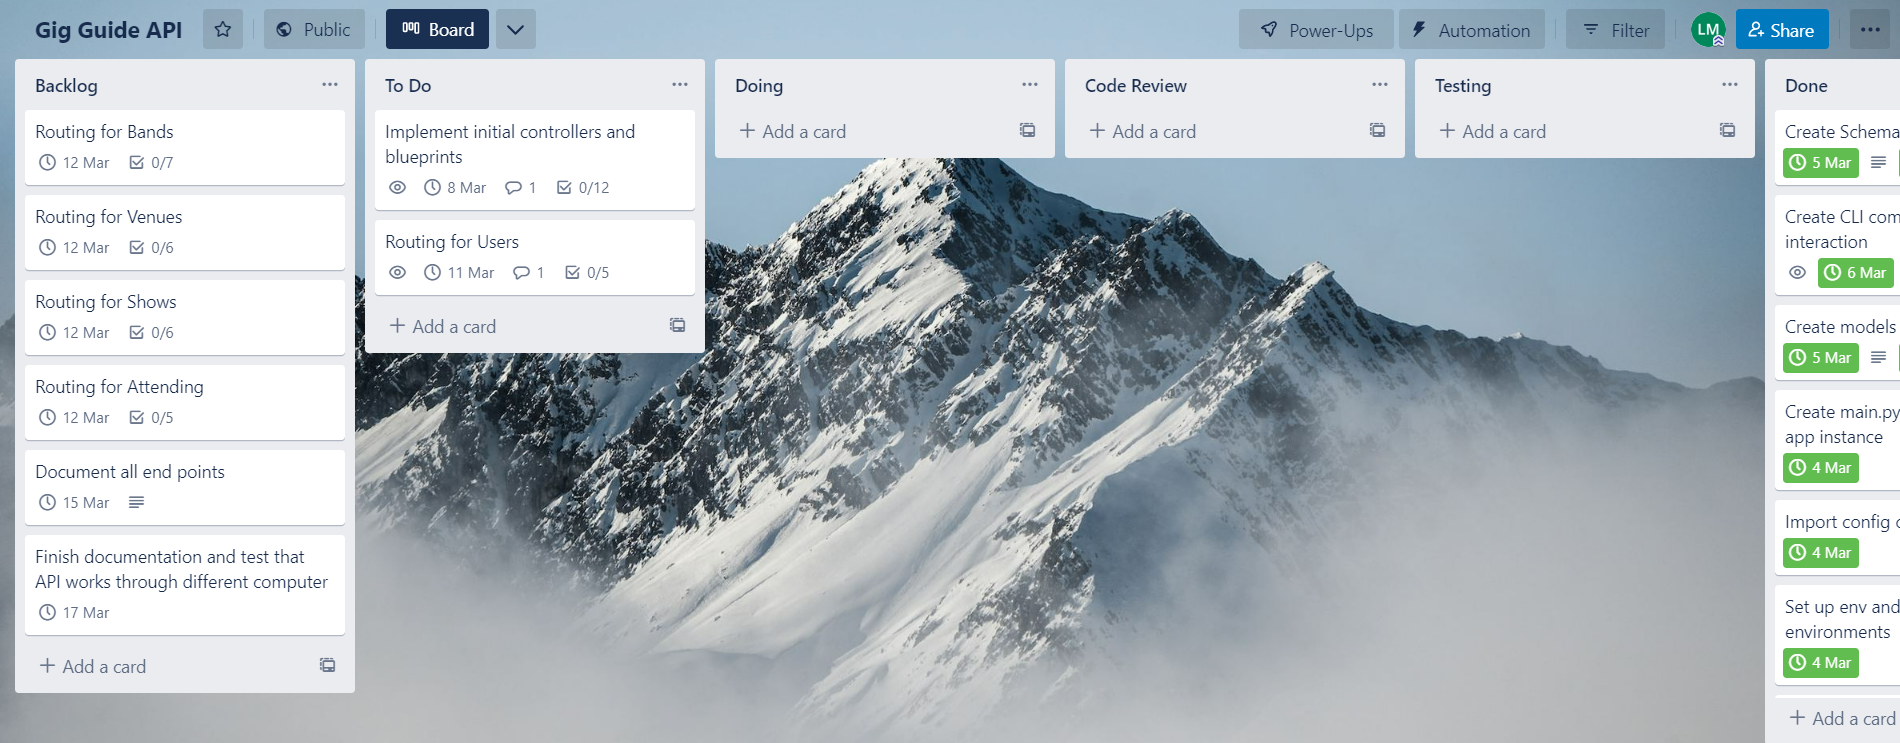 Gig Guide API
Public
Board
Power-Ups
Automation
Filter
LM
Share
Backlog
Routing for Bands
12 Mar 0/7
Routing for Venues
12 Mar 0/6
Routing for Shows
12 Mar 0/6
Routing for Attending
12 Mar 0/5
Document all end points
15 Mar
Finish documentation and test that
API works through different computer
17 Mar
+ Add a card
To Do
Implement initial controllers and
blueprints
8 Mar 1 0/12
Routing for Users
11 Mar 1 0/5
+ Add a card
Doing
+ Add a card
Code Review
+ Add a card
Testing
+ Add a card
Done
Create Schema
5 Mar
Create CLI com
interaction
6 Mar
Create models
5 Mar
Create main.py
app instance
4 Mar
Import config
4 Mar
Set up env and
environments
4 Mar
+ Add a card